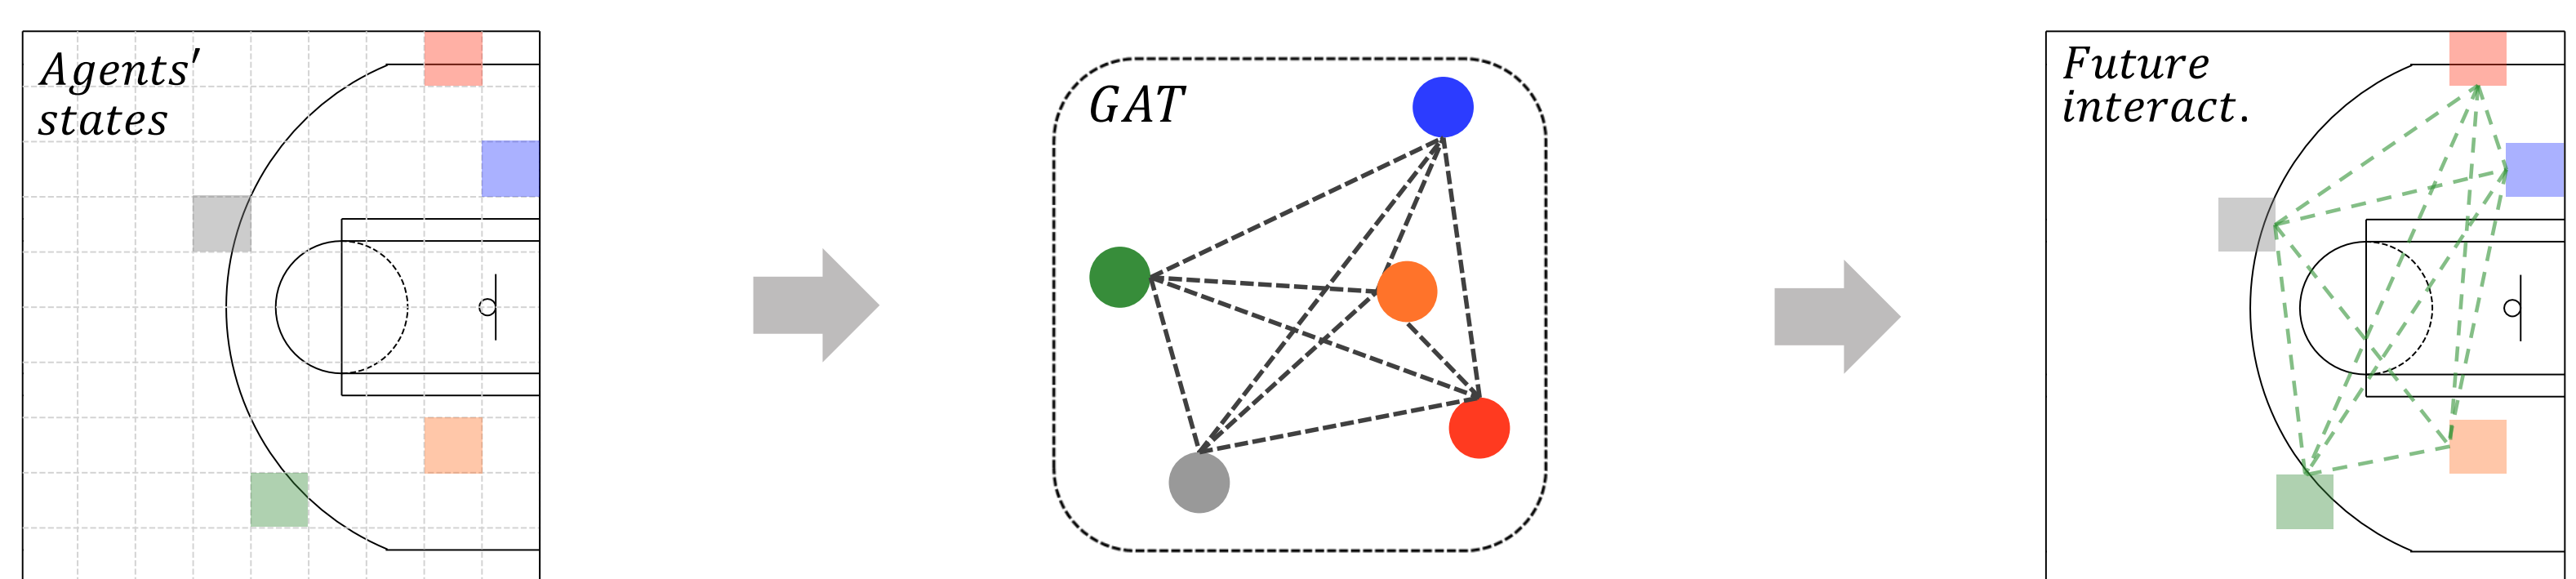 Agents'
states
GAT
Future
interact.